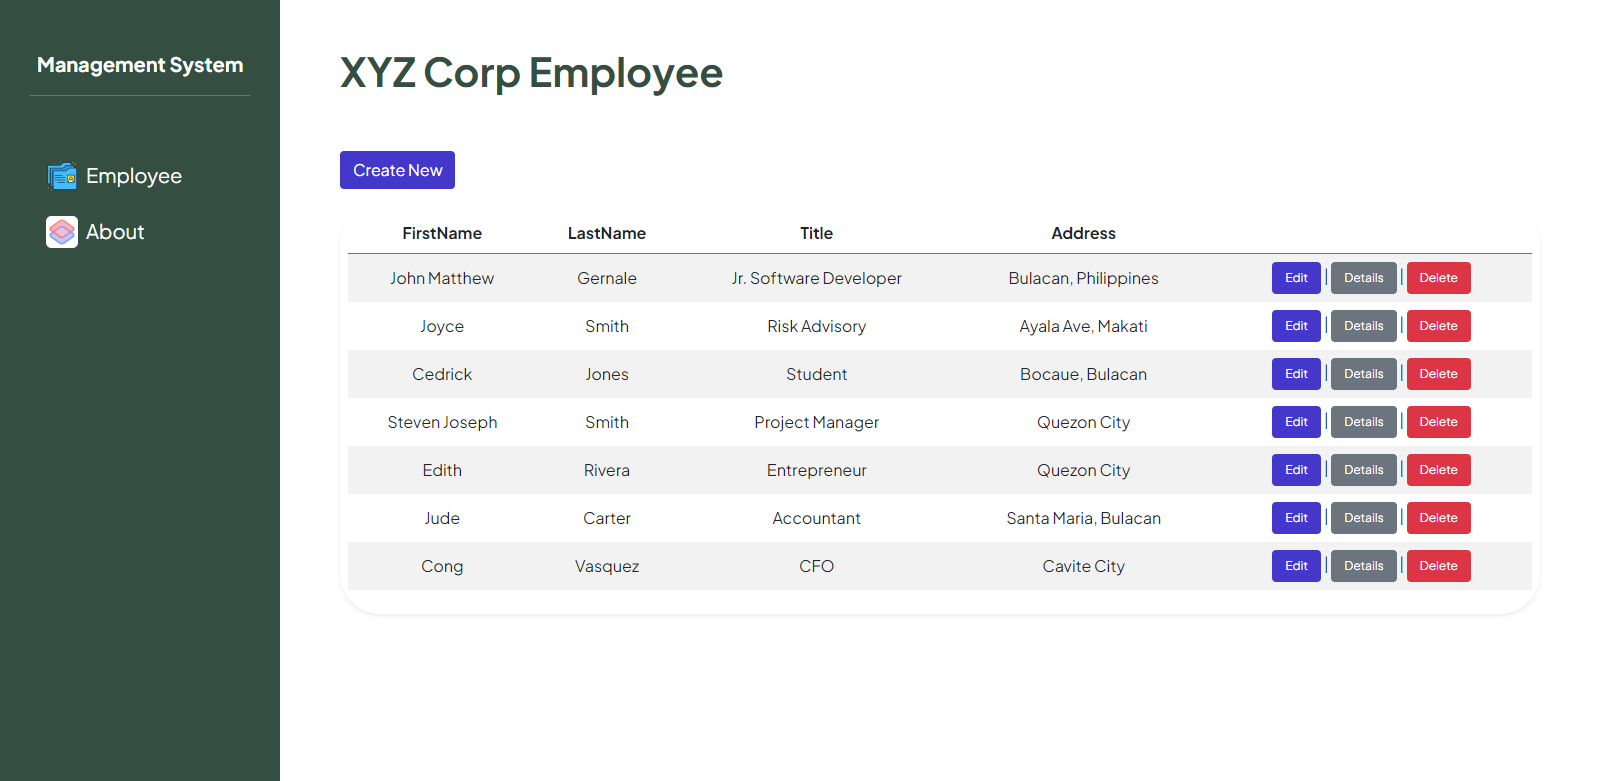 Management System
Employee
About
XYZ Corp Employee
Create New
FirstName LastName Title Address
John Matthew Gernale Jr. Software Developer Bulacan, Philippines Edit | Details | Delete
Joyce Smith Risk Advisory Ayala Ave, Makati Edit | Details | Delete
Cedrick Jones Student Bocaue, Bulacan Edit | Details | Delete
Steven Joseph Smith Project Manager Quezon City Edit | Details | Delete
Edith Rivera Entrepreneur Quezon City Edit | Details | Delete
Jude Carter Accountant Santa Maria, Bulacan Edit | Details | Delete
Cong Vasquez CFO Cavite City Edit | Details | Delete